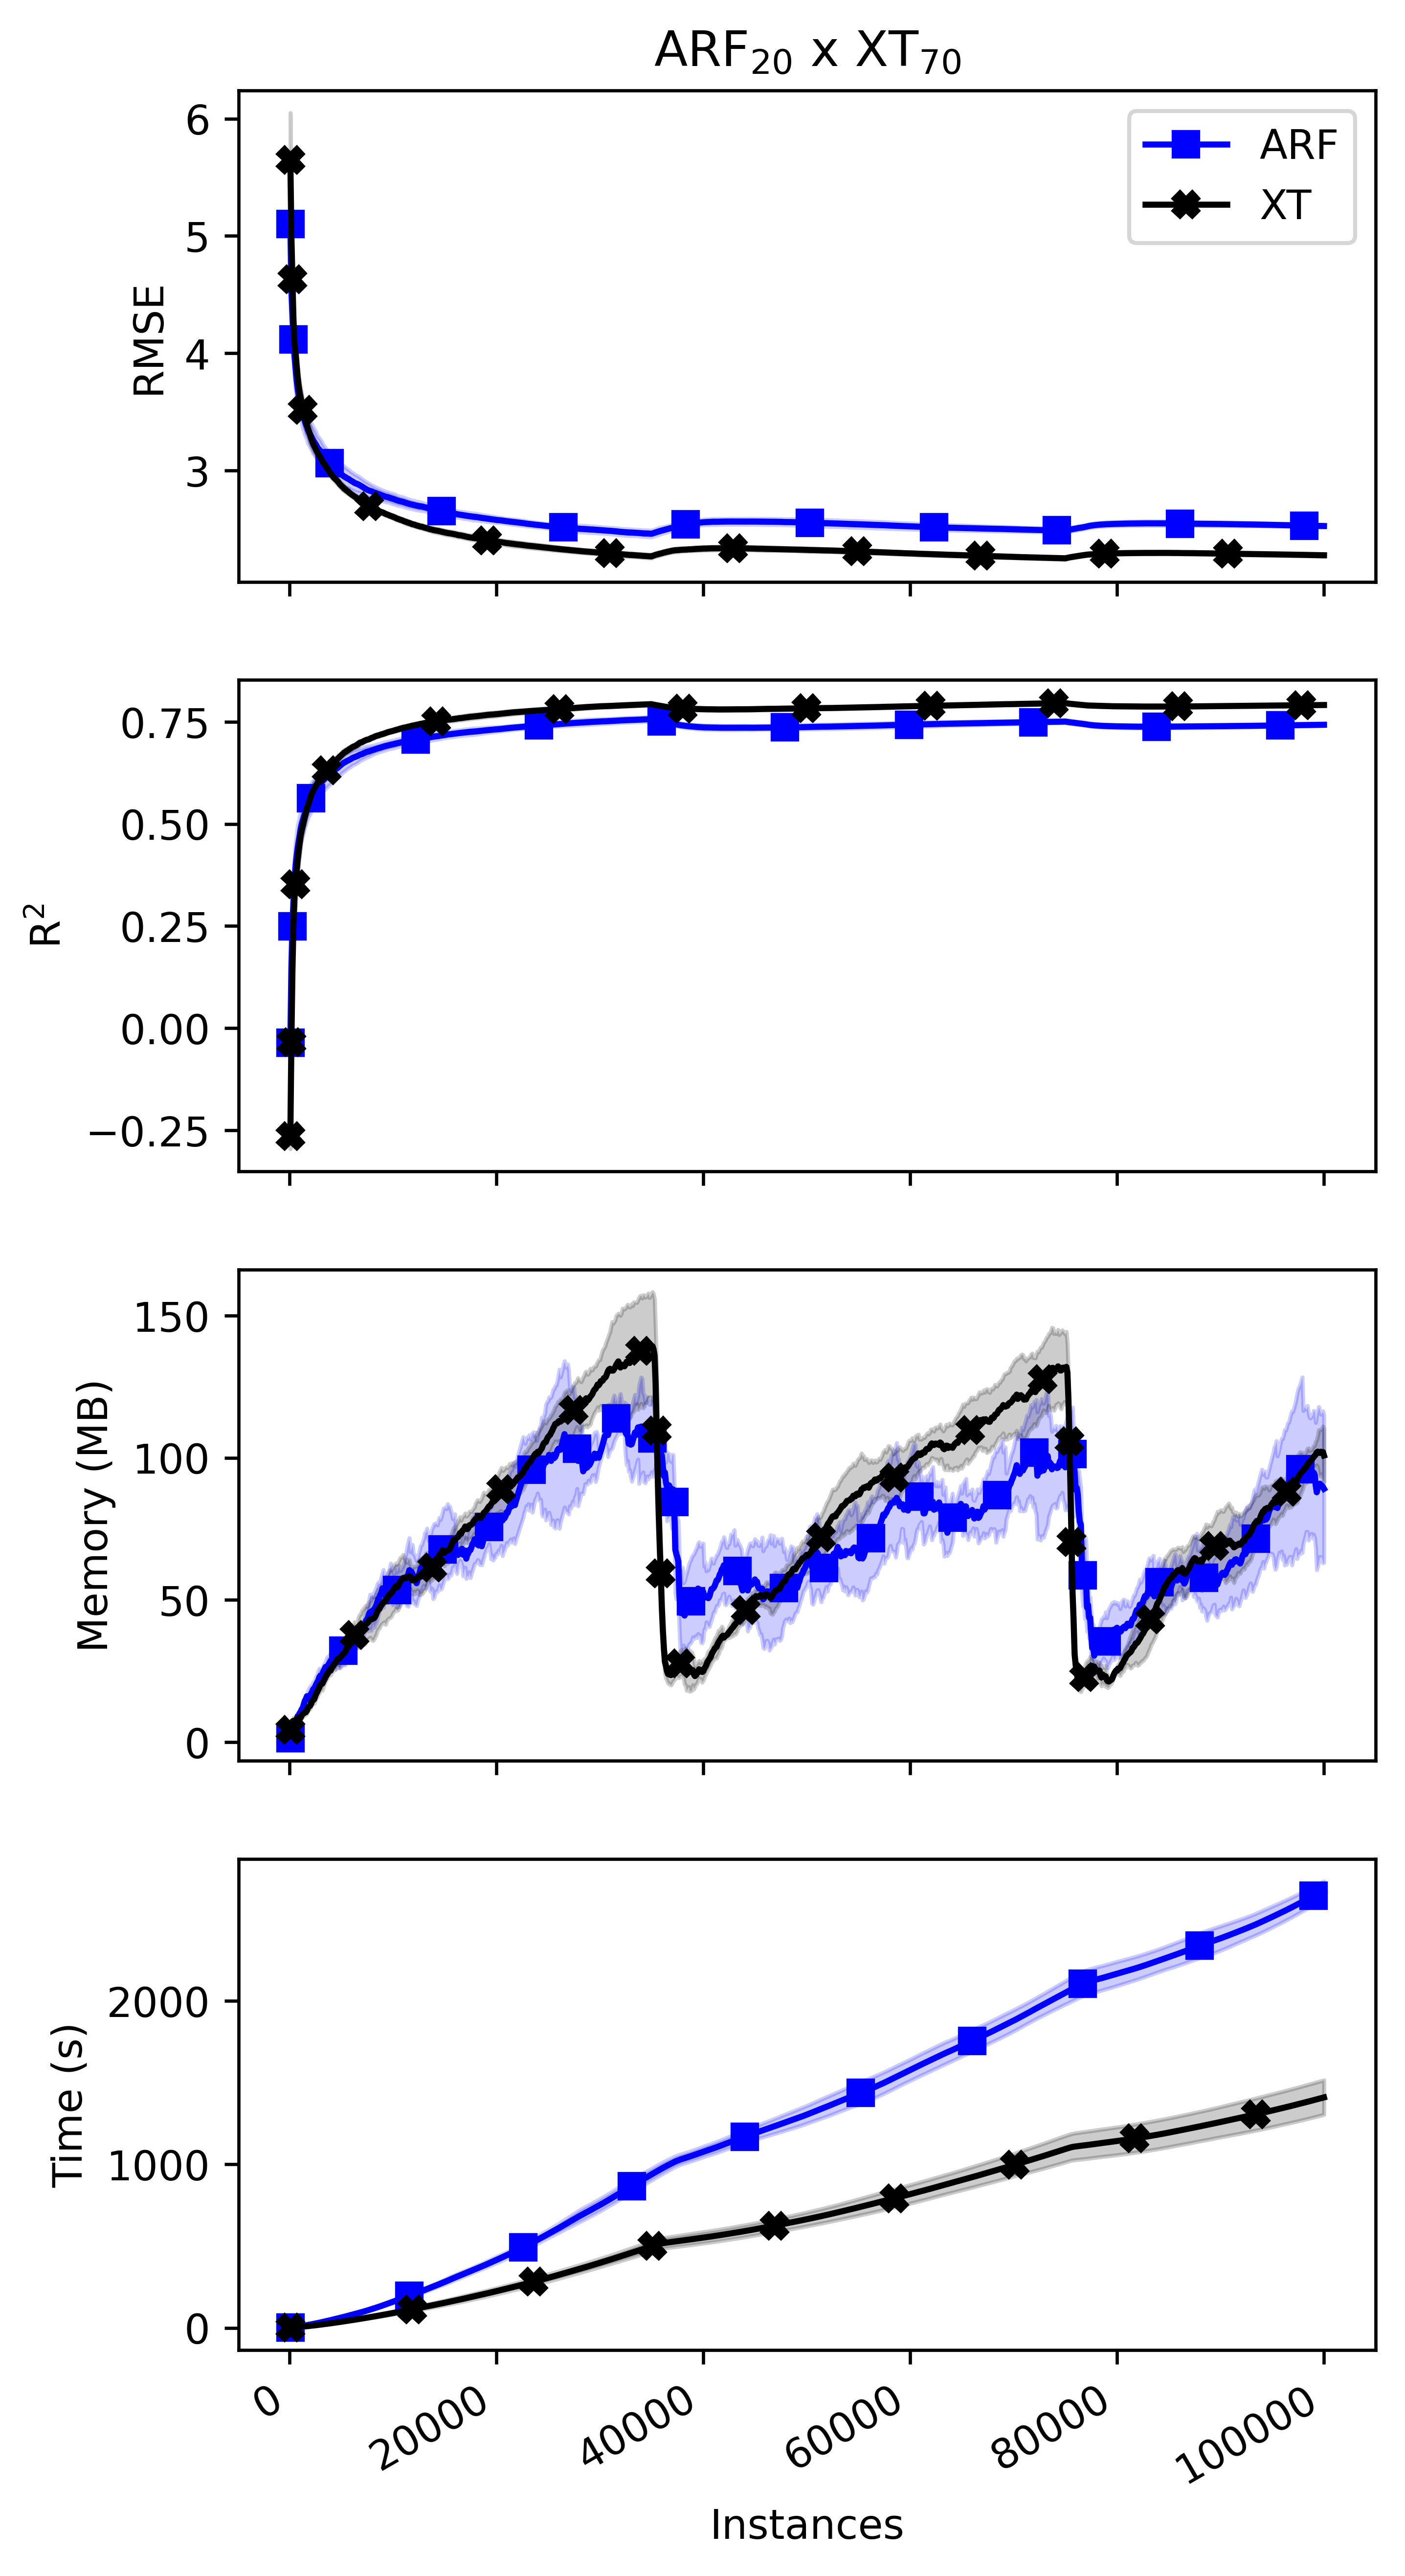 ARF₂₀ x XT₇₀
6
5
4
3
RMSE
ARF
XT
0.75
0.50
0.25
0.00
−0.25
R²
150
100
50
0
Memory (MB)
2000
1000
0
Time (s)
0
20000
40000
60000
80000
100000
Instances